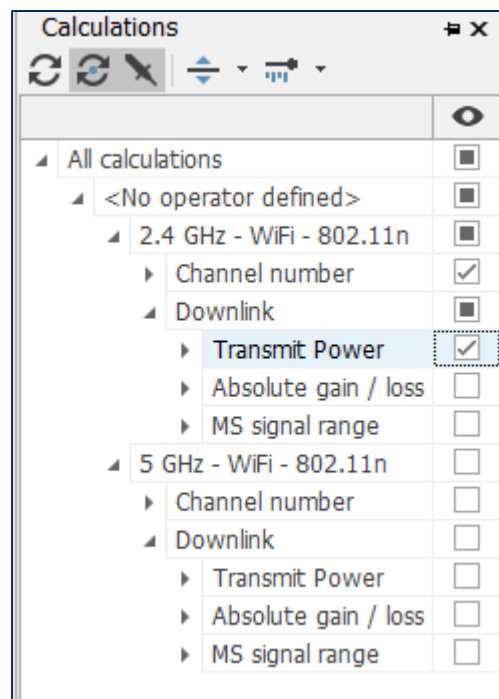 Calculations
All calculations
<No operator defined>
2.4 GHz - WiFi - 802.11n
Channel number
Downlink
Transmit Power
Absolute gain / loss
MS signal range
5 GHz - WiFi - 802.11n
Channel number
Downlink
Transmit Power
Absolute gain / loss
MS signal range